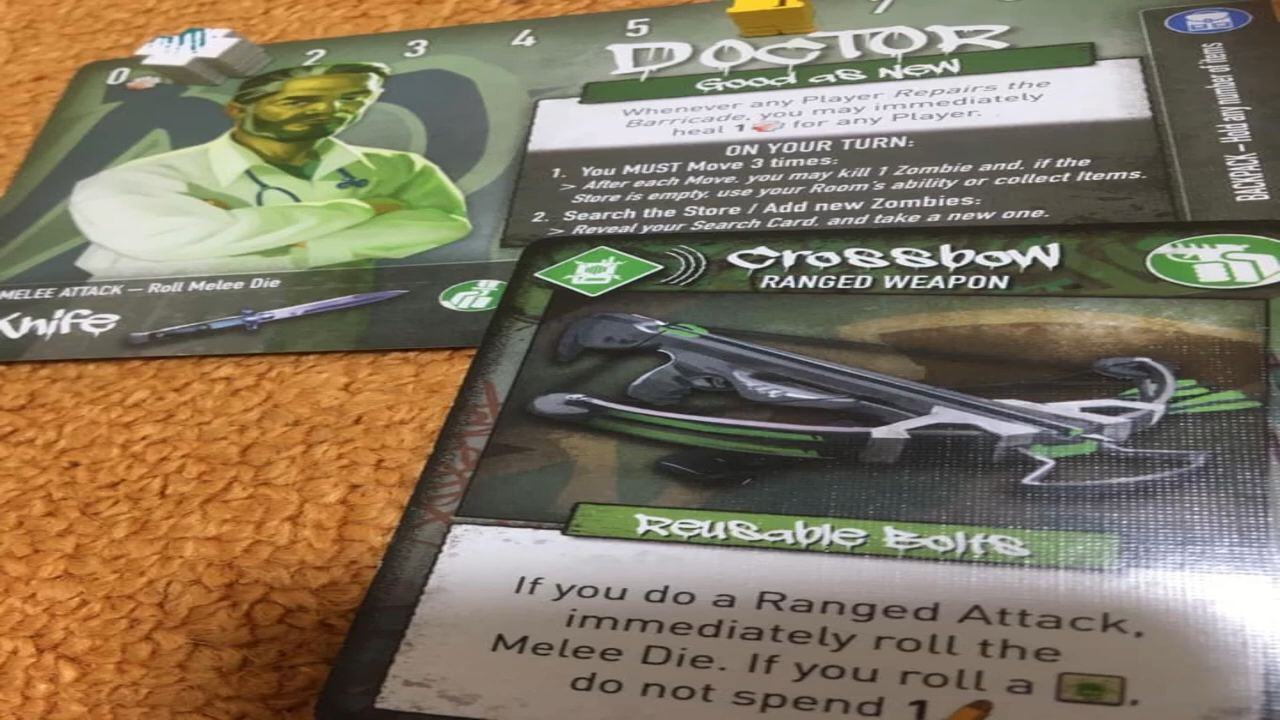 0 2 3 4 5
DOCTOR
GOOD AS NEW
Whenever any Player Repairs the
Barricade, you may immediately
heal 1 for any Player.
ON YOUR TURN:
1. You MUST Move 3 times:
> After each Move, you may kill 1 Zombie and, if the
Store is empty, use your Room's ability or collect Items.
2. Search the Store / Add new Zombies:
> Reveal your Search Card, and take a new one.
BACKPACK – Hold any number of Items
MELEE ATTACK – Roll Melee Die
Knife
Crossbow
RANGED WEAPON
Reusable Bolts
If you do a Ranged Attack,
immediately roll the
Melee Die. If you roll a ,
do not spend 1